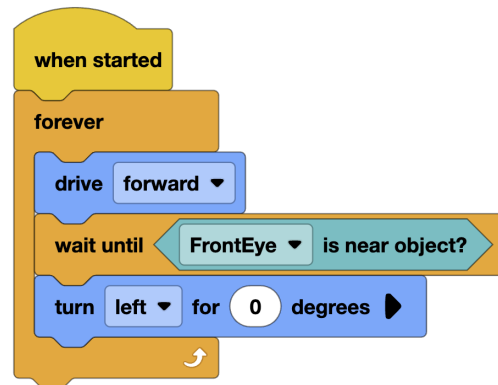 when started
forever
drive forward
wait until FrontEye is near object?
turn left for 0 degrees